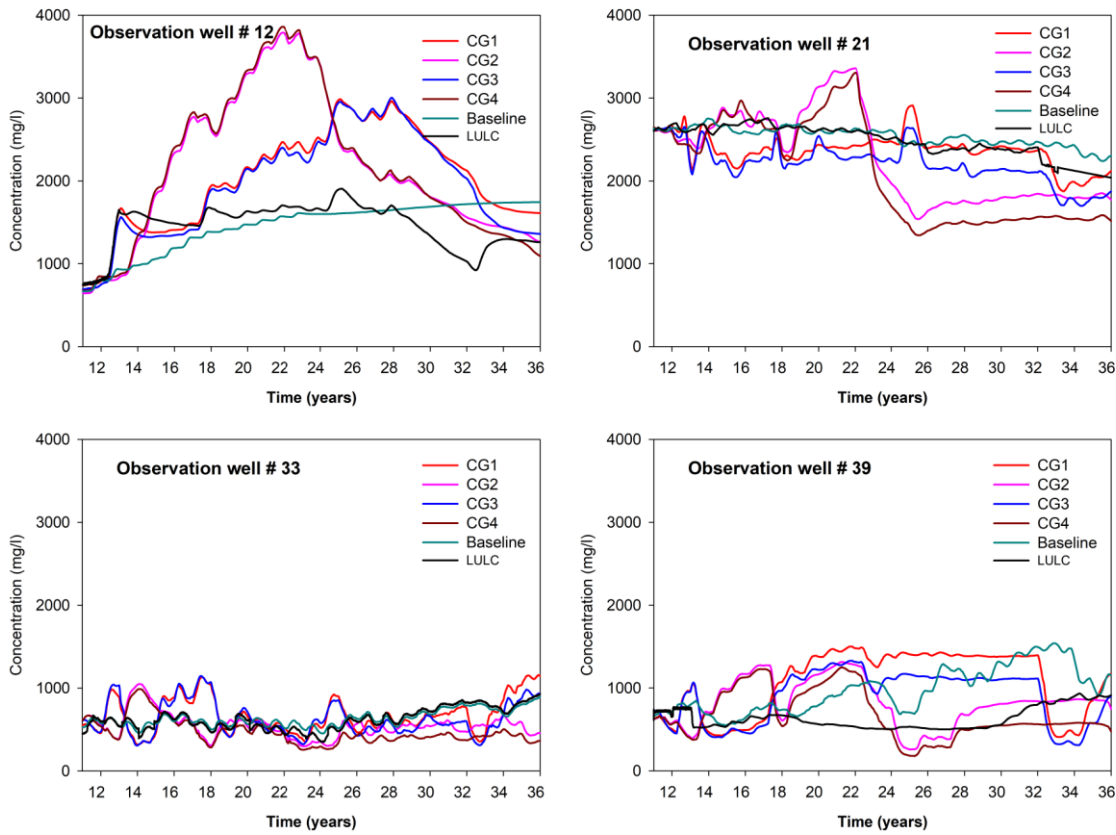 Observation well # 12
4000
3000
2000
1000
0
Concentration (mg/l)
CG1
CG2
CG3
CG4
Baseline
LULC
12 14 16 18 20 22 24 26 28 30 32 34 36
Time (years)
Observation well # 21
4000
3000
2000
1000
0
Concentration (mg/l)
CG1
CG2
CG3
CG4
Baseline
LULC
12 14 16 18 20 22 24 26 28 30 32 34 36
Time (years)
Observation well # 33
4000
3000
2000
1000
0
Concentration (mg/l)
CG1
CG2
CG3
CG4
Baseline
LULC
12 14 16 18 20 22 24 26 28 30 32 34 36
Time (years)
Observation well # 39
4000
3000
2000
1000
0
Concentration (mg/l)
CG1
CG2
CG3
CG4
Baseline
LULC
12 14 16 18 20 22 24 26 28 30 32 34 36
Time (years)